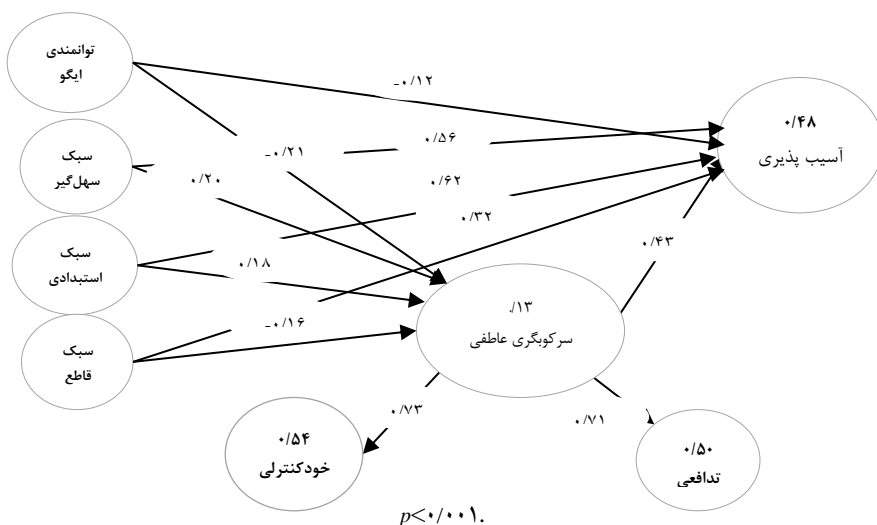 توانمندی
ایگو
-۰/۱۲
۰/۴۸
آسیب پذیری
سبک
سهل‌گیر
-۰/۲۱
۰/۵۶
۰/۲۰
۰/۶۲
۰/۳۲
سبک
استبدادی
۰/۱۸
۰/۴۳
سبک
قاطع
-۰/۱۶
./۱۳
سرکوبگری عاطفی
۰/۷۳
۰/۷۱
۰/۵۴
خودکنترلی
۰/۵۰
تدافعی
p<۰/۰۰۱.